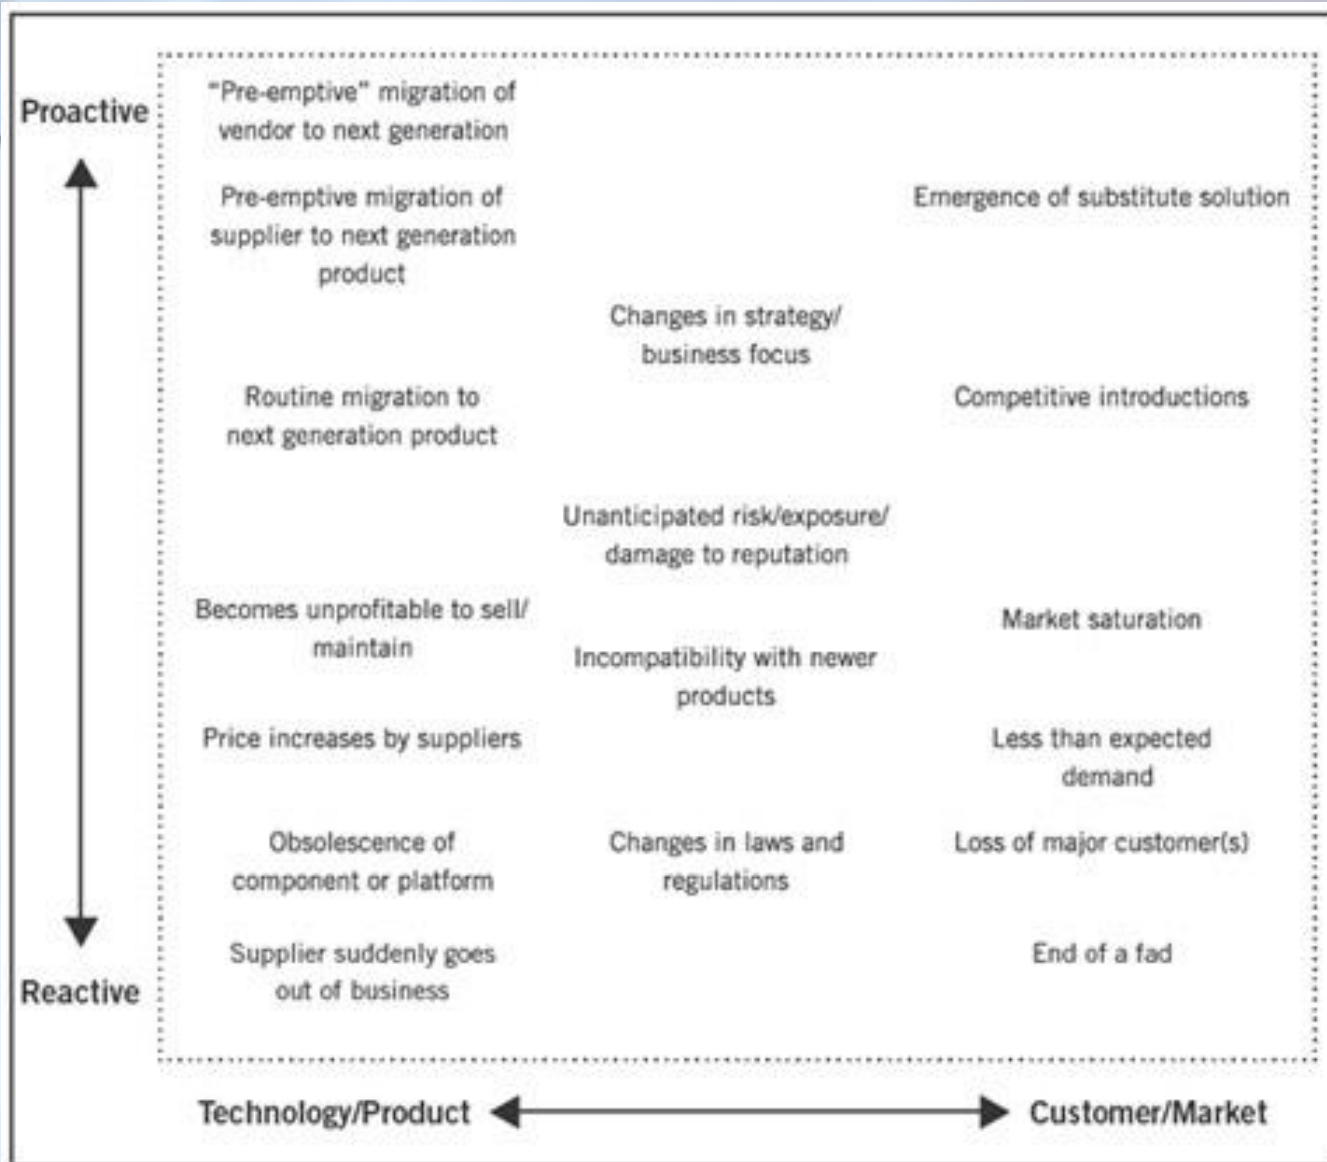 Proactive
"Pre-emptive" migration of
vendor to next generation
Pre-emptive migration of
supplier to next generation
product
Emergence of substitute solution
Changes in strategy/
business focus
Routine migration to
next generation product
Competitive introductions
Unanticipated risk/exposure/
damage to reputation
Becomes unprofitable to sell/
maintain
Market saturation
Incompatibility with newer
products
Price increases by suppliers
Less than expected
demand
Obsolescence of
component or platform
Changes in laws and
regulations
Loss of major customer(s)
Supplier suddenly goes
out of business
End of a fad
Reactive
Technology/Product
Customer/Market